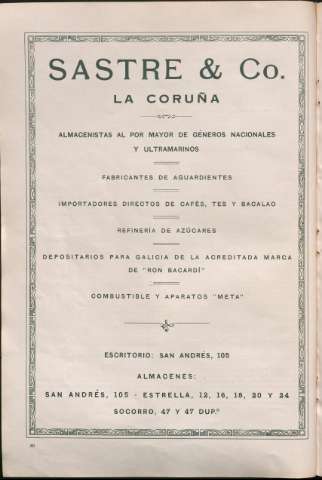 SASTRE & Co.
LA CORUÑA
ALMACENISTAS AL POR MAYOR DE GENEROS NACIONALES
Y ULTRAMARINOS
FABRICANTES DE AGUARDIENTES
IMPORTADORES DIRECTOS DE CAFÉS, TES Y BACALAO
REFINERÍA DE AZÚCARES
DEPOSITARIOS PARA GALICIA DE LA ACREDITADA MARCA
DE "RON BACARDÍ"
COMBUSTIBLE Y APARATOS "META"
ESCRITORIO: SAN ANDRÉS, 105
ALMACENES:
SAN ANDRÉS, 105 - ESTRELLA, 12, 16, 18, 20 Y 24
SOCORRO, 47 Y 47 DUP.º